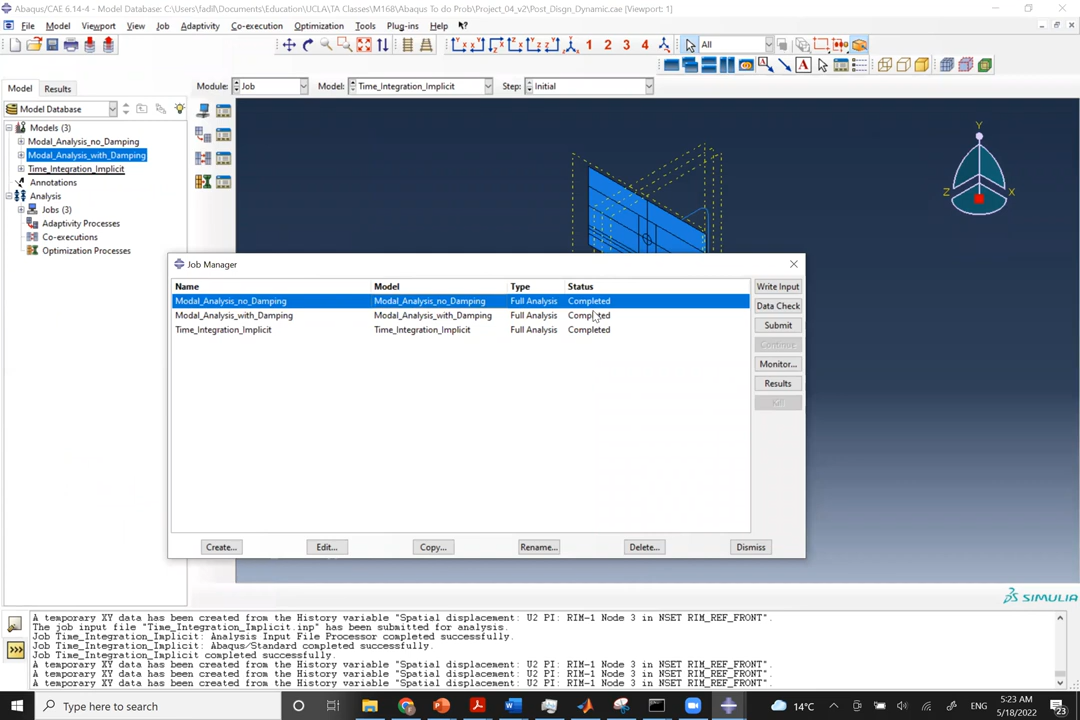 Abaqus/CAE 6.14-4 - Model Database: C:\Users\fadil\Documents\Education\UCLA\TA Classes\M168\Abaqus To do Prob\Project_04_v2\Post_Disgn_Dynamic.cae [Viewport: 1]
File Model Viewport View Job Adaptivity Co-execution Optimization Tools Plug-ins Help
1 2 3 4 All
A
Model Results
Module: Job Model: Time_Integration_Implicit Step: Initial
Model Database
Models (3)
Modal_Analysis_no_Damping
Modal_Analysis_with_Damping
Time_Integration_Implicit
Annotations
Analysis
Jobs (3)
Adaptivity Processes
Co-executions
Optimization Processes
Y
Z X
Job Manager
Name Model Type Status
Modal_Analysis_no_Damping Modal_Analysis_no_Damping Full Analysis Completed
Modal_Analysis_with_Damping Modal_Analysis_with_Damping Full Analysis Completed
Time_Integration_Implicit Time_Integration_Implicit Full Analysis Completed
Write Input
Data Check
Submit
Continue
Monitor...
Results
Kill
Create... Edit... Copy... Rename... Delete... Dismiss
SIMULIA
A temporary XY data has been created from the History variable "Spatial displacement: U2 PI: RIM-1 Node 3 in NSET RIM_REF_FRONT".
The job input file "Time_Integration_Implicit.inp" has been submitted for analysis.
Job Time_Integration_Implicit: Analysis Input File Processor completed successfully.
Job Time_Integration_Implicit: Abaqus/Standard completed successfully.
Job Time_Integration_Implicit completed successfully.
A temporary XY data has been created from the History variable "Spatial displacement: U2 PI: RIM-1 Node 3 in NSET RIM_REF_FRONT".
A temporary XY data has been created from the History variable "Spatial displacement: U2 PI: RIM-1 Node 3 in NSET RIM_REF_FRONT".
A temporary XY data has been created from the History variable "Spatial displacement: U2 PI: RIM-1 Node 3 in NSET RIM_REF_FRONT".
>>>
Type here to search
14°C
ENG
5:23 AM
5/18/2022
23